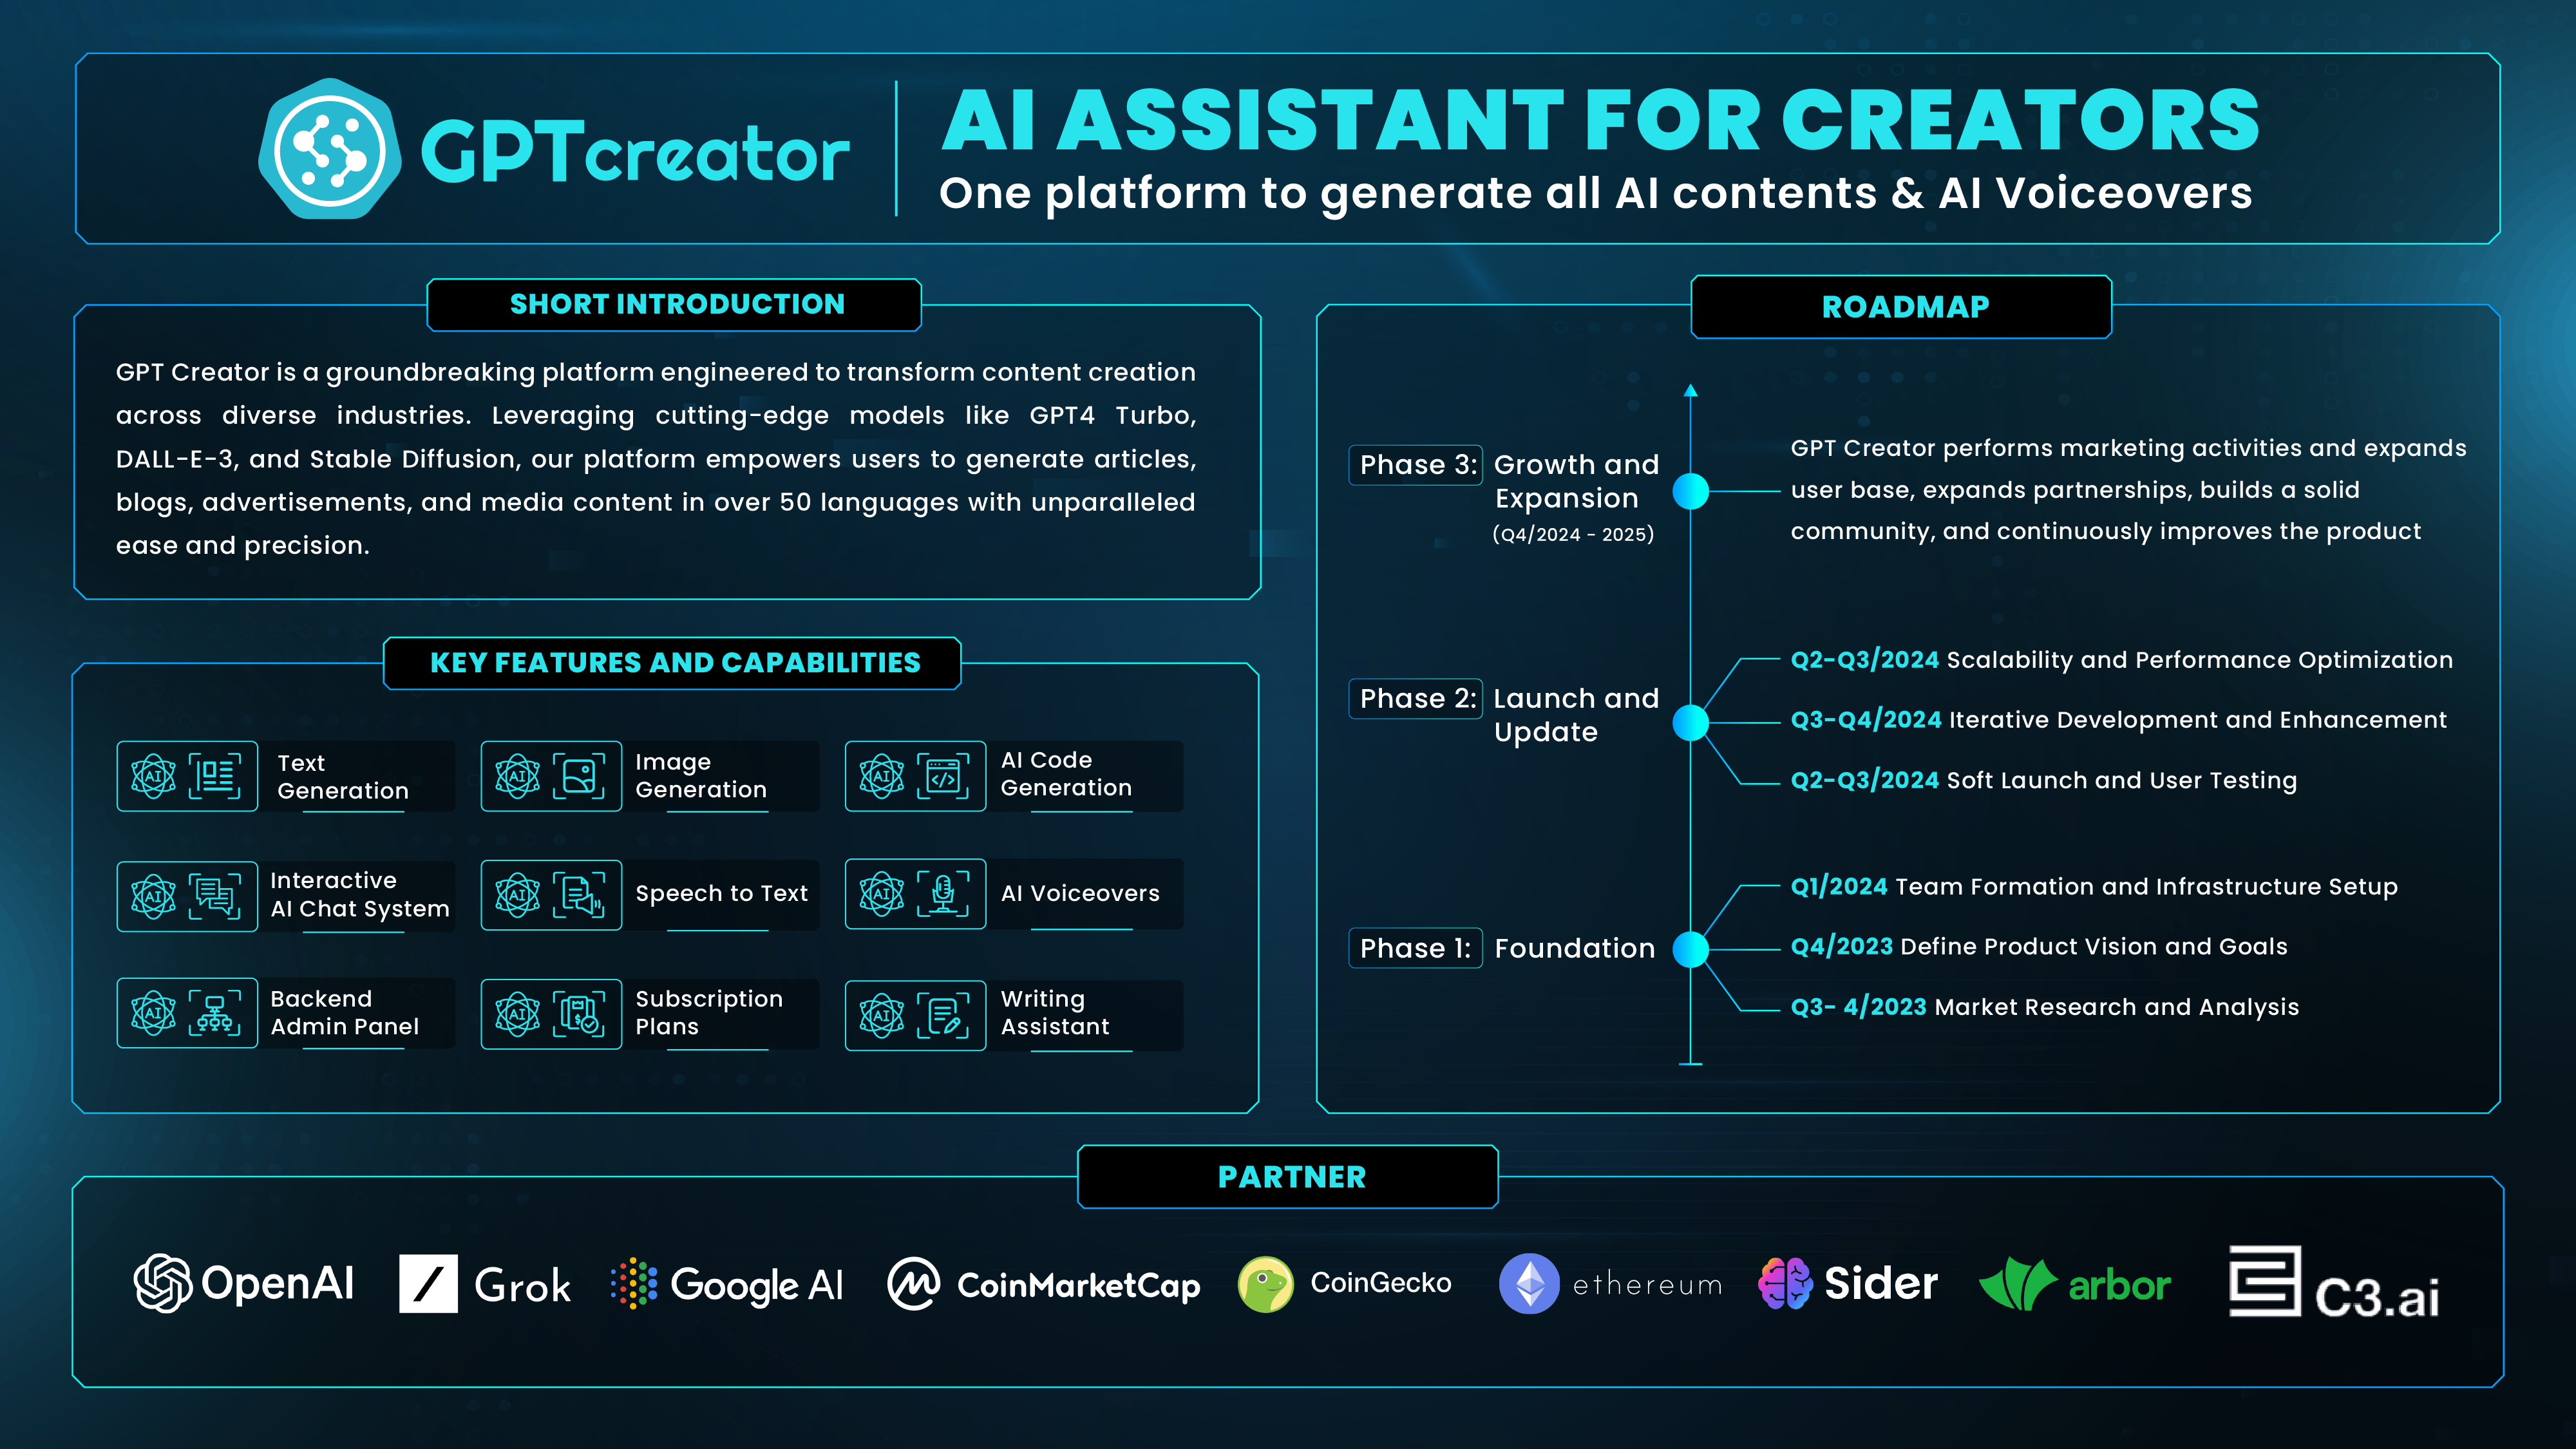 GPTcreator
AI ASSISTANT FOR CREATORS
One platform to generate all AI contents & AI Voiceovers
SHORT INTRODUCTION
GPT Creator is a groundbreaking platform engineered to transform content creation
across diverse industries. Leveraging cutting-edge models like GPT4 Turbo,
DALL-E-3, and Stable Diffusion, our platform empowers users to generate articles,
blogs, advertisements, and media content in over 50 languages with unparalleled
ease and precision.
KEY FEATURES AND CAPABILITIES
AI
Text
Generation
AI
Image
Generation
AI
</>
AI Code
Generation
AI
Interactive
AI Chat System
AI
Speech to Text
AI
AI Voiceovers
AI
Backend
Admin Panel
AI
$
Subscription
Plans
AI
Writing
Assistant
ROADMAP
Phase 3: Growth and
Expansion
(Q4/2024 - 2025)
GPT Creator performs marketing activities and expands
user base, expands partnerships, builds a solid
community, and continuously improves the product
Phase 2: Launch and
Update
Q2-Q3/2024 Scalability and Performance Optimization
Q3-Q4/2024 Iterative Development and Enhancement
Q2-Q3/2024 Soft Launch and User Testing
Phase 1: Foundation
Q1/2024 Team Formation and Infrastructure Setup
Q4/2023 Define Product Vision and Goals
Q3- 4/2023 Market Research and Analysis
PARTNER
OpenAI
Grok
Google AI
CoinMarketCap
CoinGecko
ethereum
Sider
arbor
C3.ai